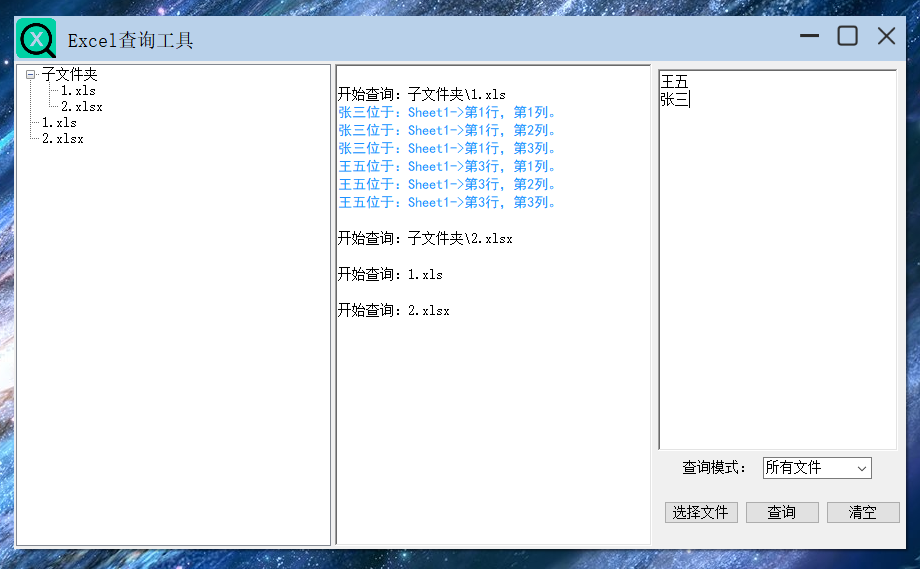 Excel查询工具
子文件夹
1.xls
2.xlsx
1.xls
2.xlsx
开始查询：子文件夹\1.xls
张三位于：Sheet1->第1行，第1列。
张三位于：Sheet1->第1行，第2列。
张三位于：Sheet1->第1行，第3列。
王五位于：Sheet1->第3行，第1列。
王五位于：Sheet1->第3行，第2列。
王五位于：Sheet1->第3行，第3列。
开始查询：子文件夹\2.xlsx
开始查询：1.xls
开始查询：2.xlsx
王五
张三
查询模式：
所有文件
选择文件
查询
清空